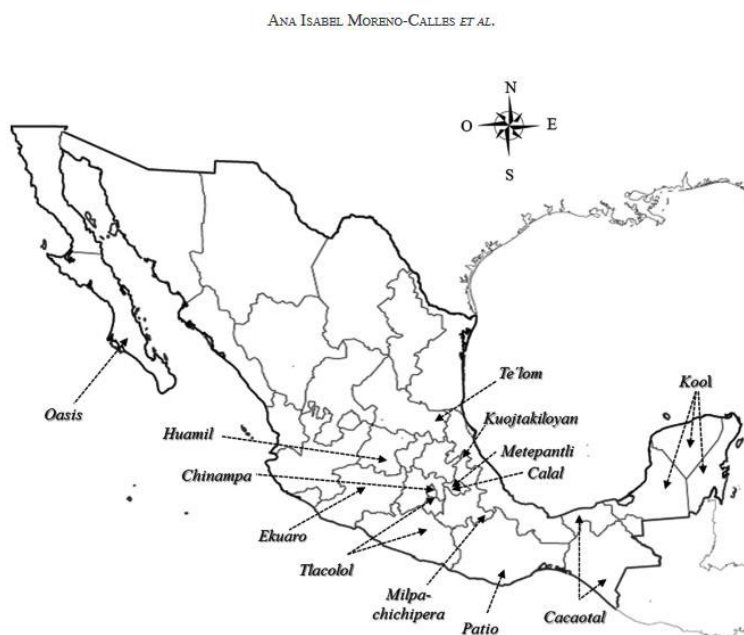 ANA ISABEL MORENO-CALLES ET AL.
N
O E
S
Te´lom
Kool
Oasis
Kuojtakiloyan
Huamil
Metepantli
Chinampa
Calal
Ekuaro
Tlacolol
Milpa-
chichipera
Patio
Cacaotal